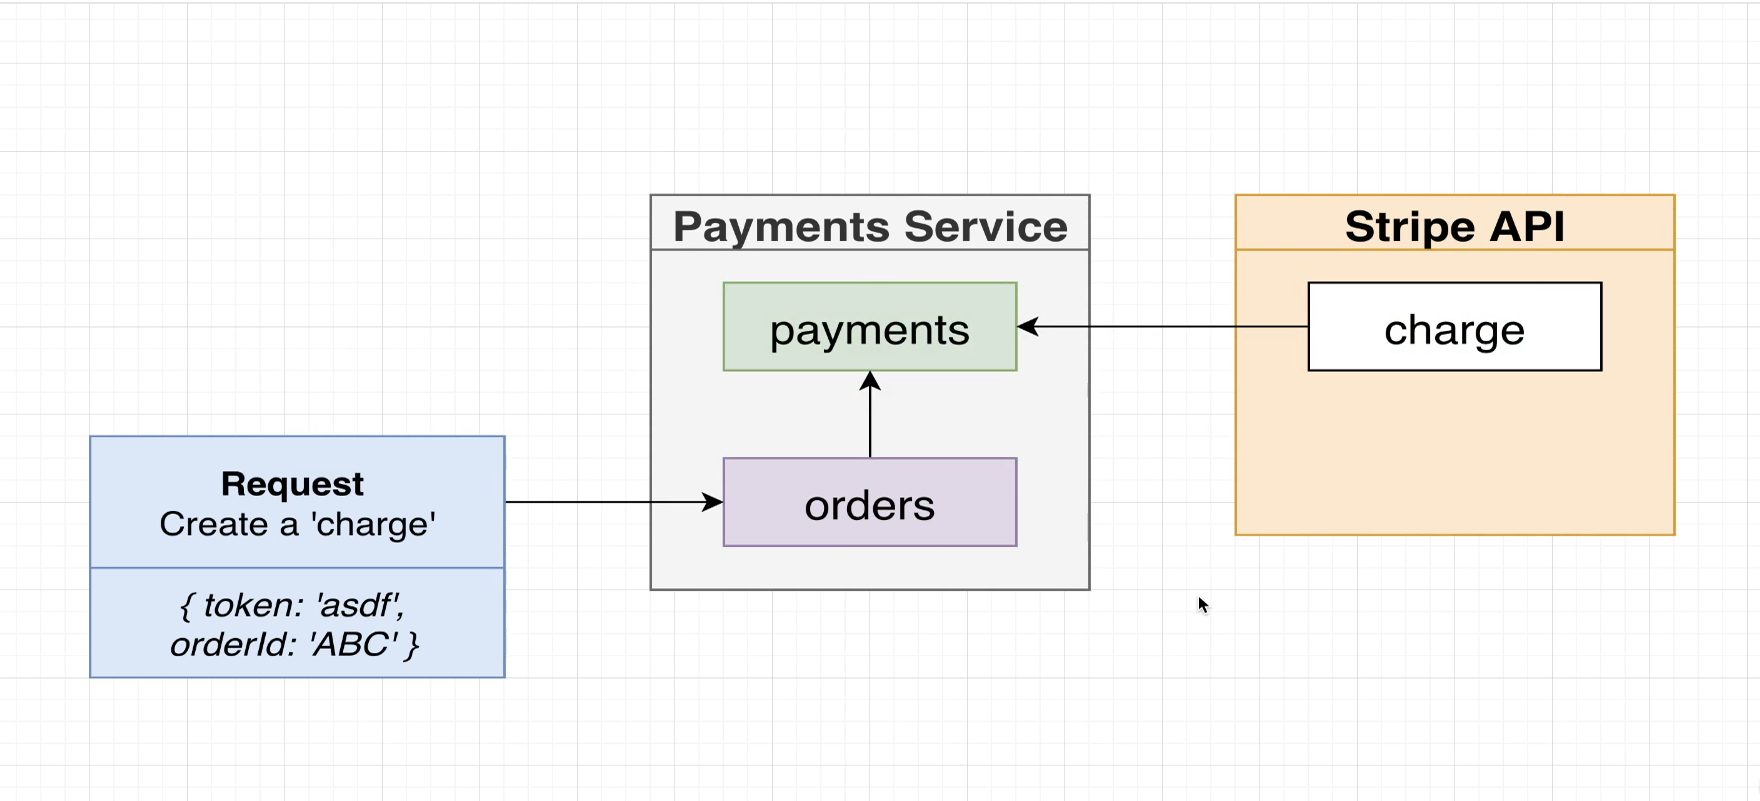 Payments Service
Stripe API
payments
charge
Request
Create a 'charge'
orders
{ token: 'asdf',
orderId: 'ABC' }